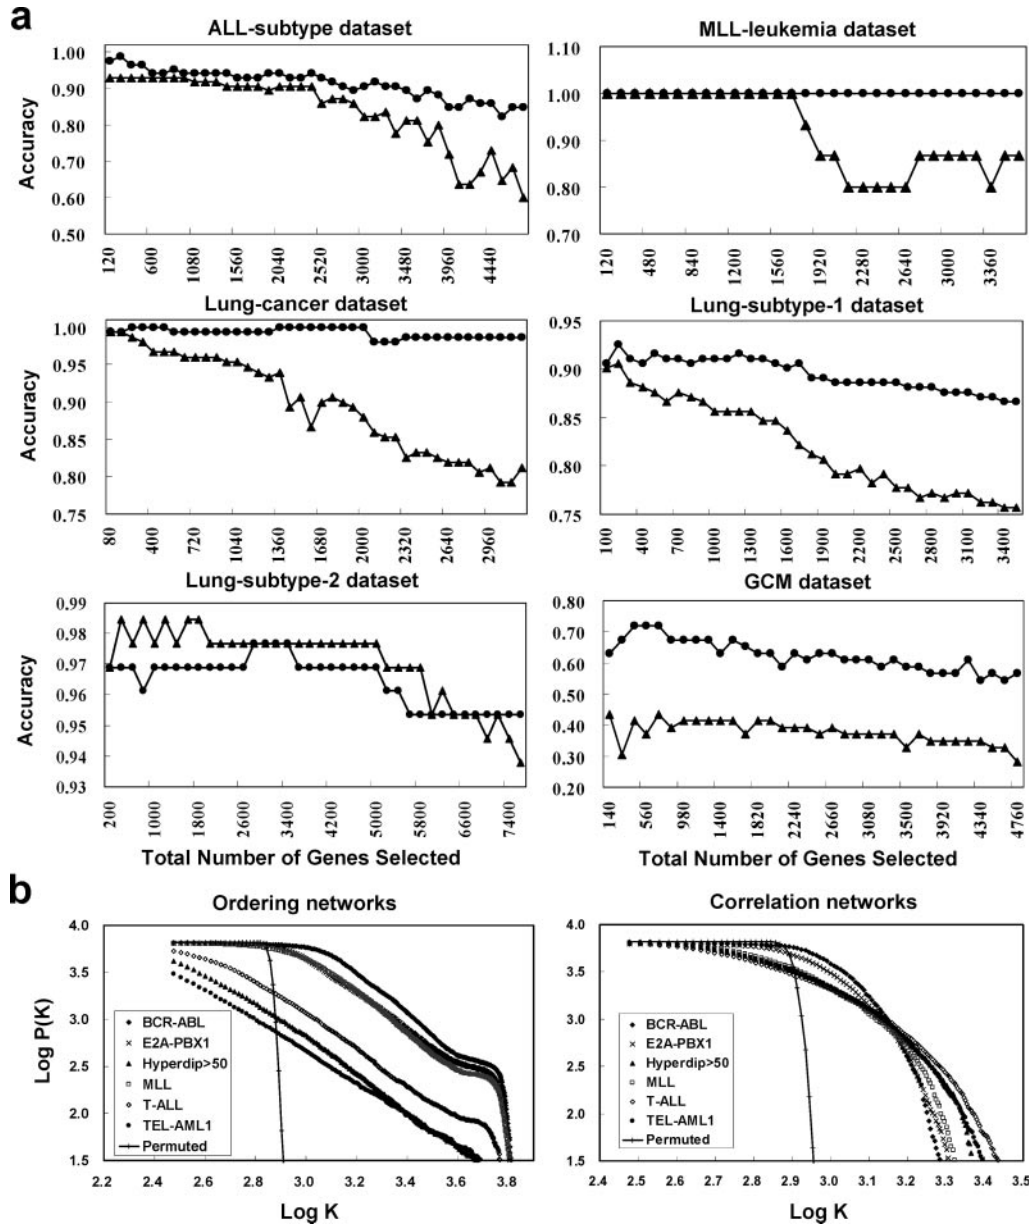 a
ALL-subtype dataset
Accuracy
1.00
0.90
0.80
0.70
0.60
0.50
120 600 1080 1560 2040 2520 3000 3480 3960 4440
MLL-leukemia dataset
1.10
1.00
0.90
0.80
0.70
120 480 840 1200 1560 1920 2280 2640 3000 3360
Lung-cancer dataset
Accuracy
1.00
0.95
0.90
0.85
0.80
0.75
80 400 720 1040 1360 1680 2000 2320 2640 2960
Lung-subtype-1 dataset
0.95
0.90
0.85
0.80
0.75
100 400 700 1000 1300 1600 1900 2200 2500 2800 3100 3400
Lung-subtype-2 dataset
Accuracy
0.99
0.98
0.97
0.96
0.95
0.94
0.93
200 1000 1800 2600 3400 4200 5000 5800 6600 7400
Total Number of Genes Selected
GCM dataset
0.80
0.70
0.60
0.50
0.40
0.30
0.20
140 560 980 1400 1820 2240 2660 3080 3500 3920 4340 4760
Total Number of Genes Selected
b
Ordering networks
Log P(K)
4.0
3.5
3.0
2.5
2.0
1.5
BCR-ABL
E2A-PBX1
Hyperdip>50
MLL
T-ALL
TEL-AML1
Permuted
2.2 2.4 2.6 2.8 3.0 3.2 3.4 3.6 3.8
Log K
Correlation networks
4.0
3.5
3.0
2.5
2.0
1.5
BCR-ABL
E2A-PBX1
Hyperdip>50
MLL
T-ALL
TEL-AML1
Permuted
2.4 2.5 2.6 2.7 2.8 2.9 3.0 3.1 3.2 3.3 3.4 3.5
Log K